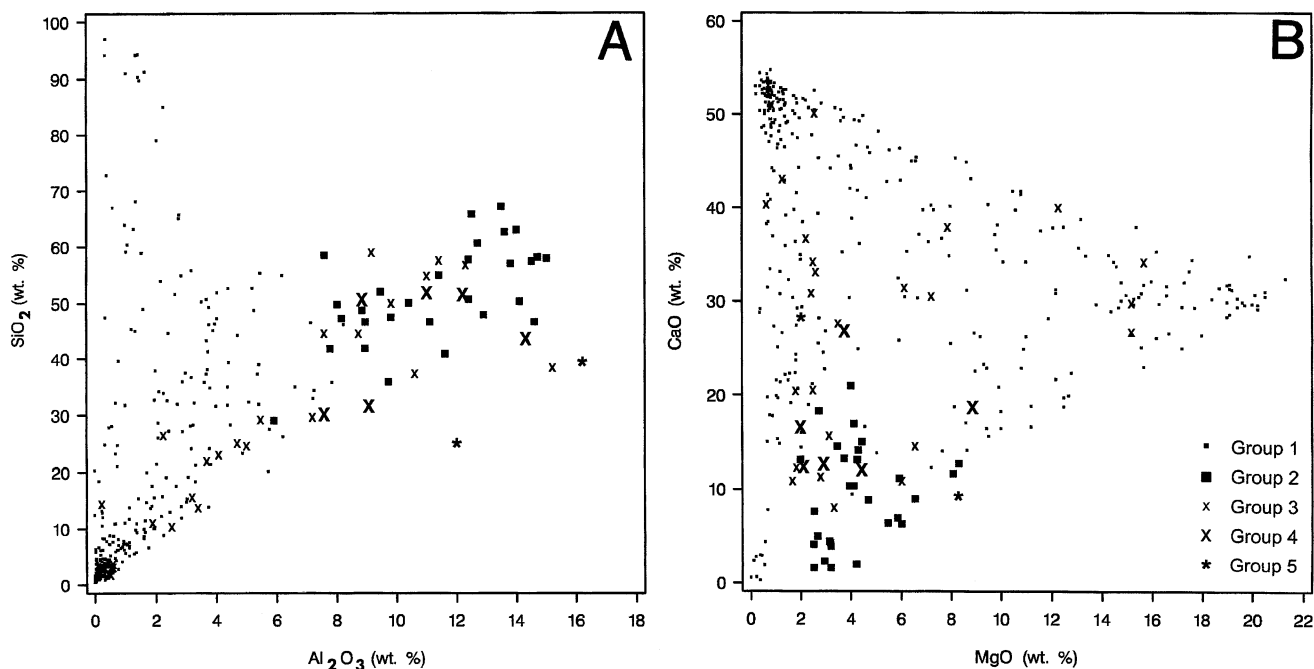 A
100
90
80
70
60
50
40
30
20
10
0
SiO2 (wt. %)
0 2 4 6 8 10 12 14 16 18
Al2O3 (wt. %)
B
60
50
40
30
20
10
0
CaO (wt. %)
0 2 4 6 8 10 12 14 16 18 20 22
MgO (wt. %)
Group 1
Group 2
Group 3
Group 4
Group 5